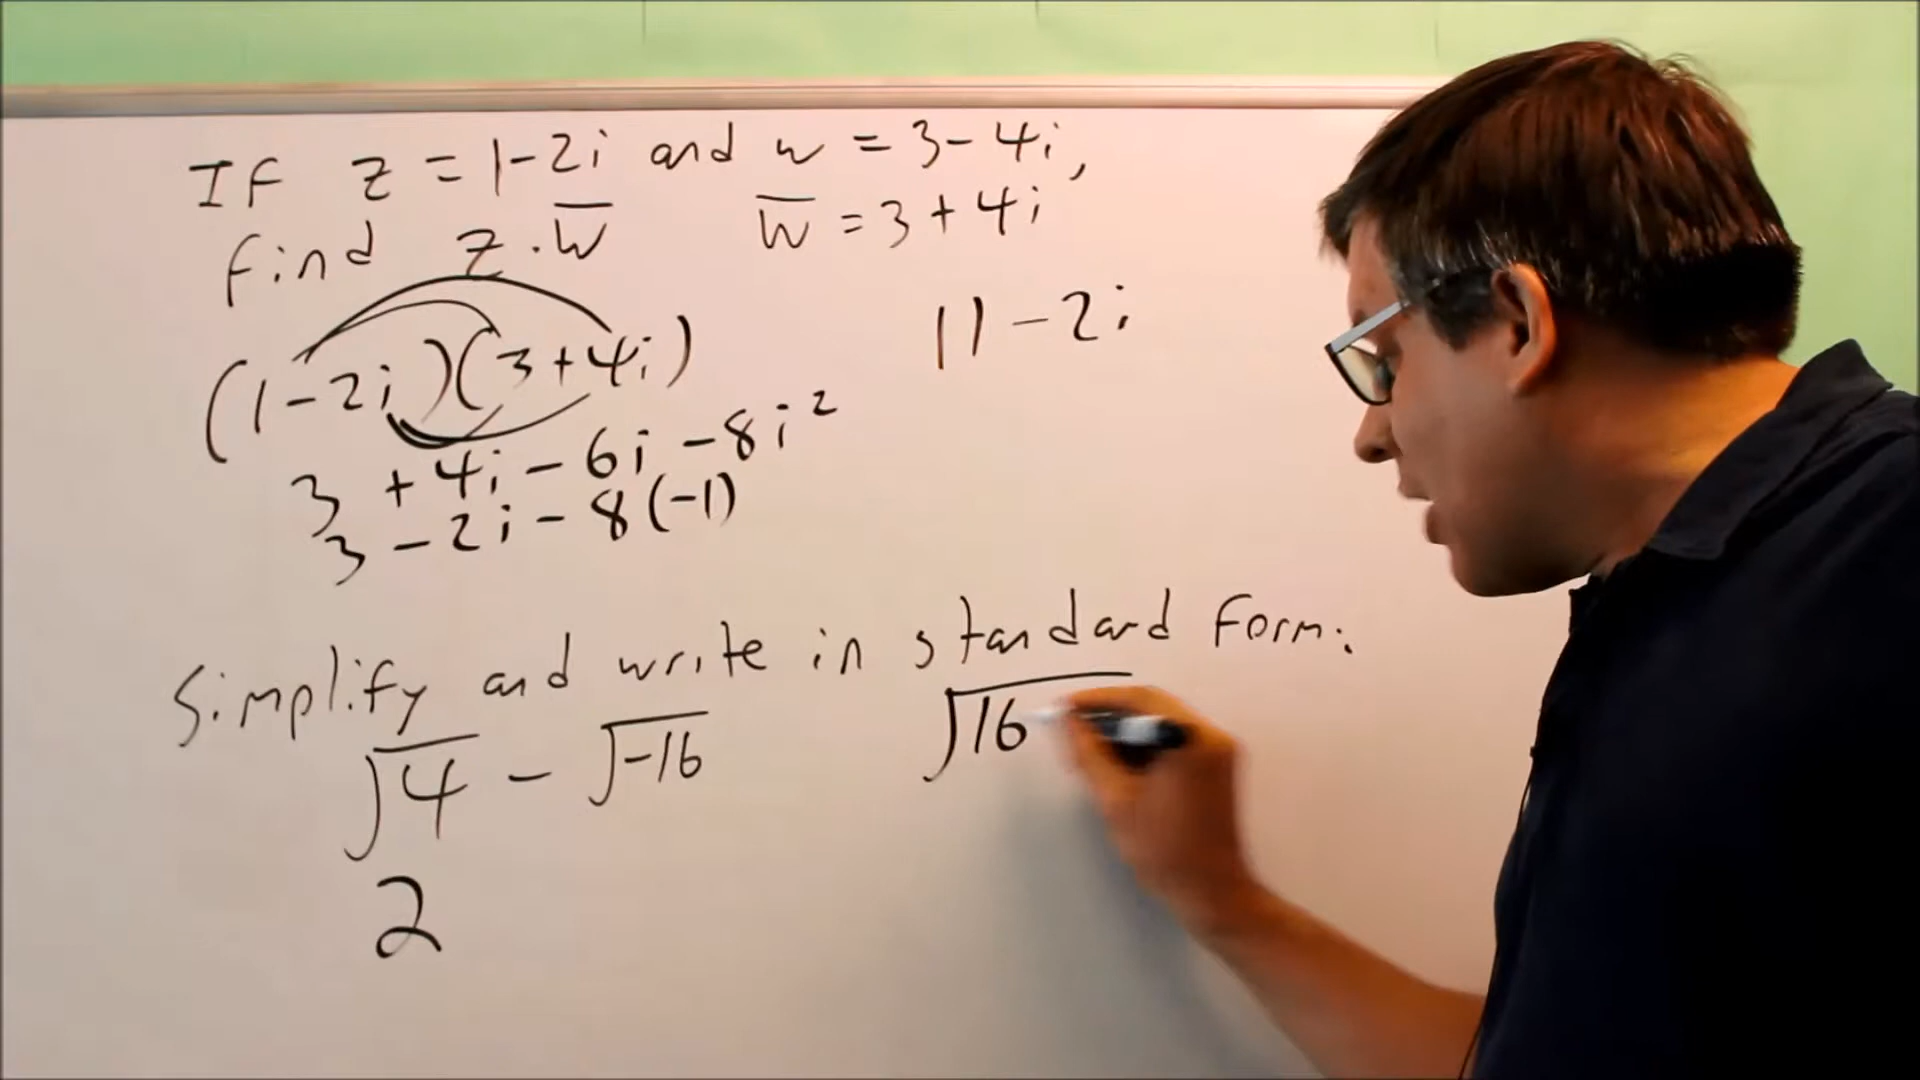 If z = 1-2i and w = 3-4i,
find z · w̅
w̅ = 3+4i
11-2i
(1-2i)(3+4i)
3 +4i -6i -8i²
3 -2i -8(-1)
Simplify and write in standard form:
√4 - √-16
√16
2